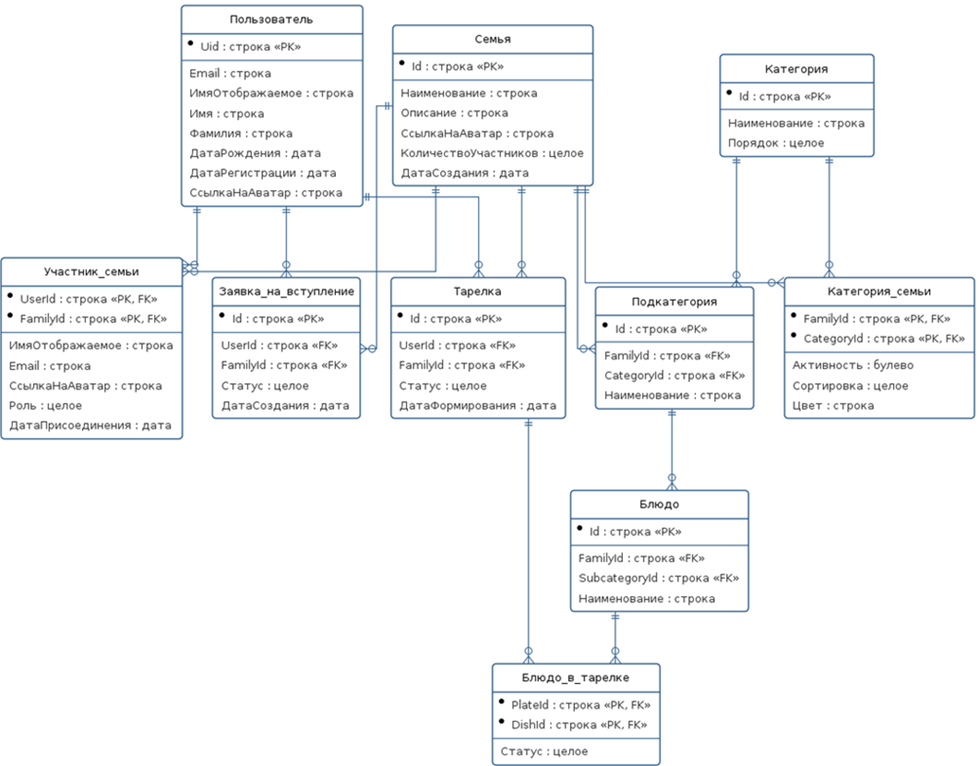 Пользователь
Uid : строка «PK»
Email : строка
ИмяОтображаемое : строка
Имя : строка
Фамилия : строка
ДатаРождения : дата
ДатаРегистрации : дата
СсылкаНаАватар : строка
Семья
Id : строка «PK»
Наименование : строка
Описание : строка
СсылкаНаАватар : строка
КоличествоУчастников : целое
ДатаСоздания : дата
Категория
Id : строка «PK»
Наименование : строка
Порядок : целое
Участник_семьи
UserId : строка «PK, FK»
FamilyId : строка «PK, FK»
ИмяОтображаемое : строка
Email : строка
СсылкаНаАватар : строка
Роль : целое
ДатаПрисоединения : дата
Заявка_на_вступление
Id : строка «PK»
UserId : строка «FK»
FamilyId : строка «FK»
Статус : целое
ДатаСоздания : дата
Тарелка
Id : строка «PK»
UserId : строка «FK»
FamilyId : строка «FK»
Статус : целое
ДатаФормирования : дата
Подкатегория
Id : строка «PK»
FamilyId : строка «FK»
CategoryId : строка «FK»
Наименование : строка
Категория_семьи
FamilyId : строка «PK, FK»
CategoryId : строка «PK, FK»
Активность : булево
Сортировка : целое
Цвет : строка
Блюдо
Id : строка «PK»
FamilyId : строка «FK»
SubcategoryId : строка «FK»
Наименование : строка
Блюдо_в_тарелке
PlateId : строка «PK, FK»
DishId : строка «PK, FK»
Статус : целое